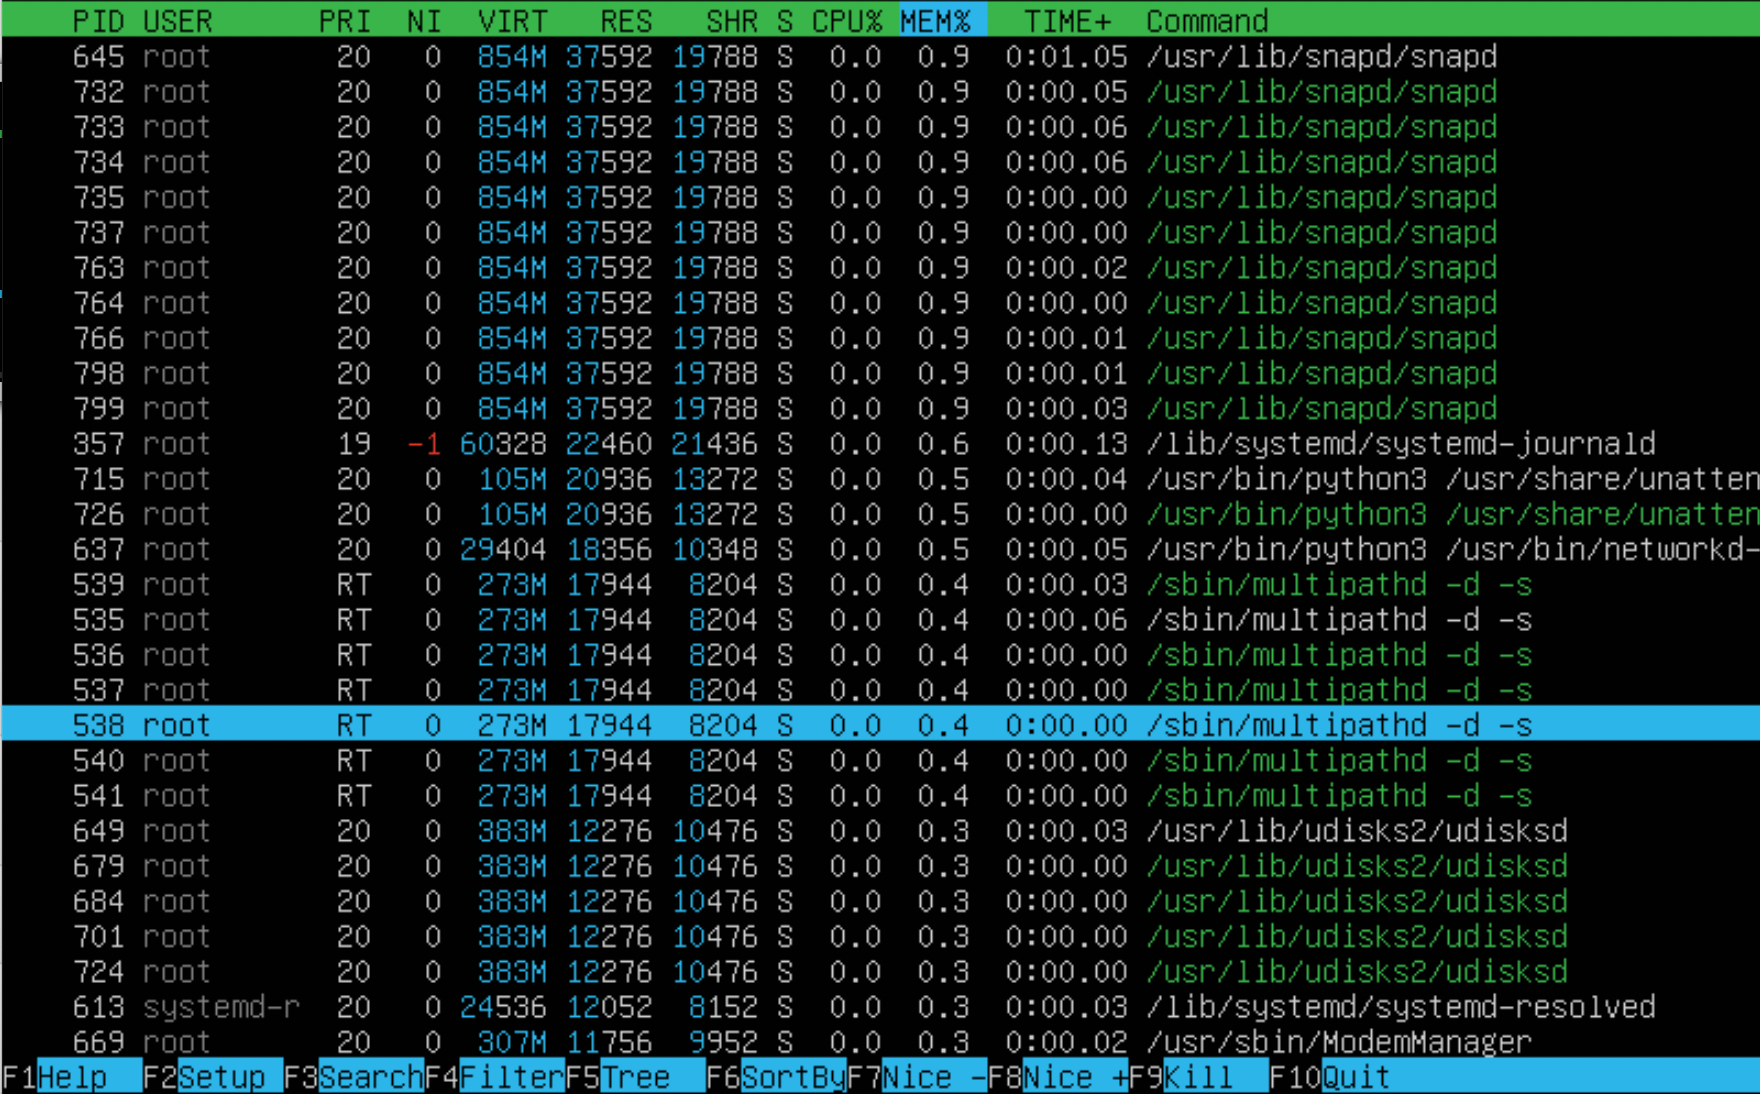 PID USER PRI NI VIRT RES SHR S CPU% MEM% TIME+ Command
645 root 20 0 854M 37592 19788 S 0.0 0.9 0:01.05 /usr/lib/snapd/snapd
732 root 20 0 854M 37592 19788 S 0.0 0.9 0:00.05 /usr/lib/snapd/snapd
733 root 20 0 854M 37592 19788 S 0.0 0.9 0:00.06 /usr/lib/snapd/snapd
734 root 20 0 854M 37592 19788 S 0.0 0.9 0:00.06 /usr/lib/snapd/snapd
735 root 20 0 854M 37592 19788 S 0.0 0.9 0:00.00 /usr/lib/snapd/snapd
737 root 20 0 854M 37592 19788 S 0.0 0.9 0:00.00 /usr/lib/snapd/snapd
763 root 20 0 854M 37592 19788 S 0.0 0.9 0:00.02 /usr/lib/snapd/snapd
764 root 20 0 854M 37592 19788 S 0.0 0.9 0:00.00 /usr/lib/snapd/snapd
766 root 20 0 854M 37592 19788 S 0.0 0.9 0:00.01 /usr/lib/snapd/snapd
798 root 20 0 854M 37592 19788 S 0.0 0.9 0:00.01 /usr/lib/snapd/snapd
799 root 20 0 854M 37592 19788 S 0.0 0.9 0:00.03 /usr/lib/snapd/snapd
357 root 19 -1 60328 22460 21436 S 0.0 0.6 0:00.13 /lib/systemd/systemd-journald
715 root 20 0 105M 20936 13272 S 0.0 0.5 0:00.04 /usr/bin/python3 /usr/share/unatten
726 root 20 0 105M 20936 13272 S 0.0 0.5 0:00.00 /usr/bin/python3 /usr/share/unatten
637 root 20 0 29404 18356 10348 S 0.0 0.5 0:00.05 /usr/bin/python3 /usr/bin/networkd-
539 root RT 0 273M 17944 8204 S 0.0 0.4 0:00.03 /sbin/multipathd -d -s
535 root RT 0 273M 17944 8204 S 0.0 0.4 0:00.06 /sbin/multipathd -d -s
536 root RT 0 273M 17944 8204 S 0.0 0.4 0:00.00 /sbin/multipathd -d -s
537 root RT 0 273M 17944 8204 S 0.0 0.4 0:00.00 /sbin/multipathd -d -s
538 root RT 0 273M 17944 8204 S 0.0 0.4 0:00.00 /sbin/multipathd -d -s
540 root RT 0 273M 17944 8204 S 0.0 0.4 0:00.00 /sbin/multipathd -d -s
541 root RT 0 273M 17944 8204 S 0.0 0.4 0:00.00 /sbin/multipathd -d -s
649 root 20 0 383M 12276 10476 S 0.0 0.3 0:00.03 /usr/lib/udisks2/udisksd
679 root 20 0 383M 12276 10476 S 0.0 0.3 0:00.00 /usr/lib/udisks2/udisksd
684 root 20 0 383M 12276 10476 S 0.0 0.3 0:00.00 /usr/lib/udisks2/udisksd
701 root 20 0 383M 12276 10476 S 0.0 0.3 0:00.00 /usr/lib/udisks2/udisksd
724 root 20 0 383M 12276 10476 S 0.0 0.3 0:00.00 /usr/lib/udisks2/udisksd
613 systemd-r 20 0 24536 12052 8152 S 0.0 0.3 0:00.03 /lib/systemd/systemd-resolved
669 root 20 0 307M 11756 9952 S 0.0 0.3 0:00.02 /usr/sbin/ModemManager
F1Help F2Setup F3SearchF4FilterF5Tree F6SortByF7Nice -F8Nice +F9Kill F10Quit